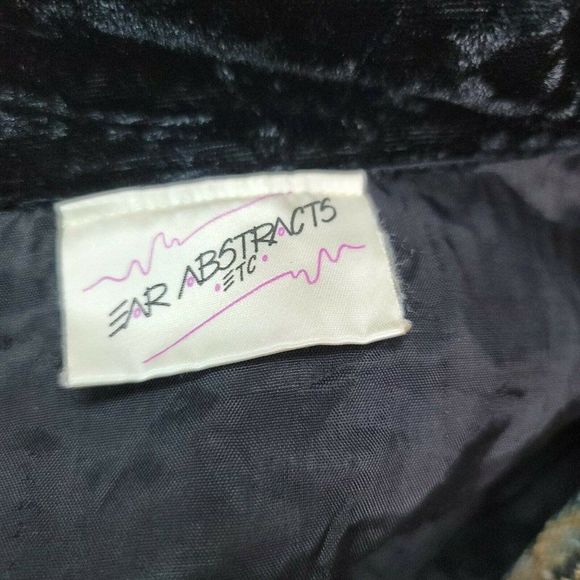 EAR ABSTRACTS
• ETC •